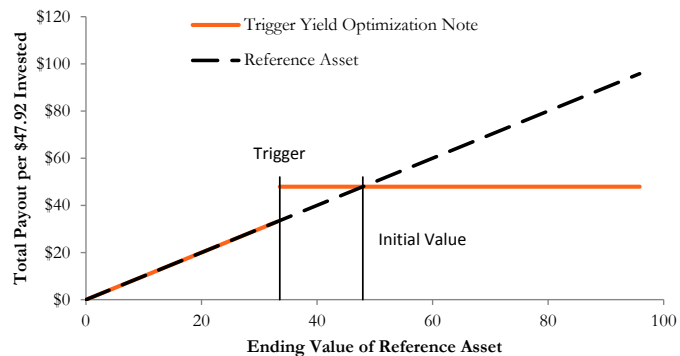 $120
$100
$80
$60
$40
$20
$0
Total Payout per $47.92 Invested
Trigger Yield Optimization Note
Reference Asset
Trigger
Initial Value
0
20
40
60
80
100
Ending Value of Reference Asset